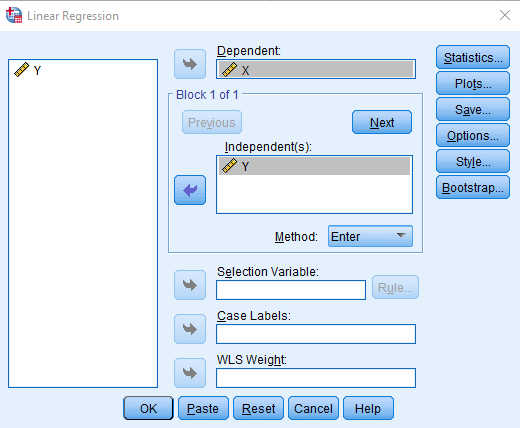 Linear Regression
Y
Dependent:
X
Block 1 of 1
Previous
Next
Independent(s):
Y
Method:
Enter
Selection Variable:
Rule...
Case Labels:
WLS Weight:
Statistics...
Plots...
Save...
Options...
Style...
Bootstrap...
OK
Paste
Reset
Cancel
Help